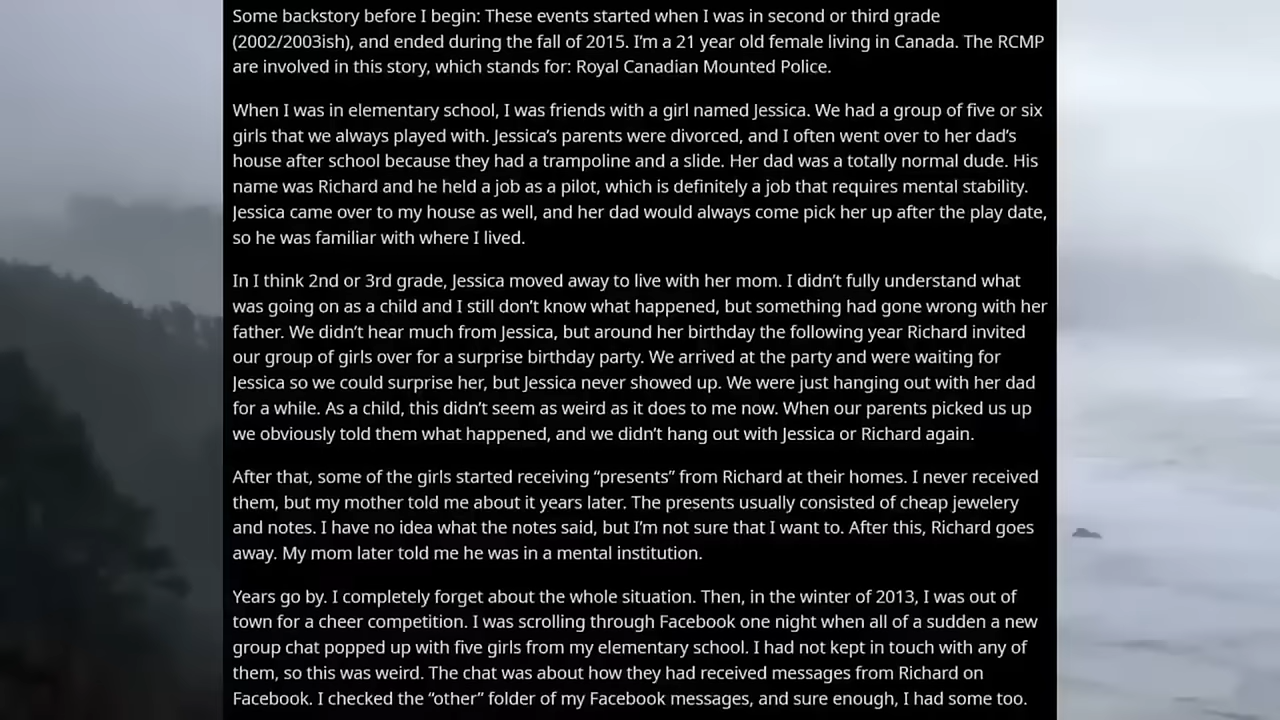 Some backstory before I begin: These events started when I was in second or third grade
(2002/2003ish), and ended during the fall of 2015. I'm a 21 year old female living in Canada. The RCMP
are involved in this story, which stands for: Royal Canadian Mounted Police.
When I was in elementary school, I was friends with a girl named Jessica. We had a group of five or six
girls that we always played with. Jessica's parents were divorced, and I often went over to her dad's
house after school because they had a trampoline and a slide. Her dad was a totally normal dude. His
name was Richard and he held a job as a pilot, which is definitely a job that requires mental stability.
Jessica came over to my house as well, and her dad would always come pick her up after the play date,
so he was familiar with where I lived.
In I think 2nd or 3rd grade, Jessica moved away to live with her mom. I didn't fully understand what
was going on as a child and I still don't know what happened, but something had gone wrong with her
father. We didn't hear much from Jessica, but around her birthday the following year Richard invited
our group of girls over for a surprise birthday party. We arrived at the party and were waiting for
Jessica so we could surprise her, but Jessica never showed up. We were just hanging out with her dad
for a while. As a child, this didn't seem as weird as it does to me now. When our parents picked us up
we obviously told them what happened, and we didn't hang out with Jessica or Richard again.
After that, some of the girls started receiving “presents” from Richard at their homes. I never received
them, but my mother told me about it years later. The presents usually consisted of cheap jewelery
and notes. I have no idea what the notes said, but I'm not sure that I want to. After this, Richard goes
away. My mom later told me he was in a mental institution.
Years go by. I completely forget about the whole situation. Then, in the winter of 2013, I was out of
town for a cheer competition. I was scrolling through Facebook one night when all of a sudden a new
group chat popped up with five girls from my elementary school. I had not kept in touch with any of
them, so this was weird. The chat was about how they had received messages from Richard on
Facebook. I checked the “other” folder of my Facebook messages, and sure enough, I had some too.